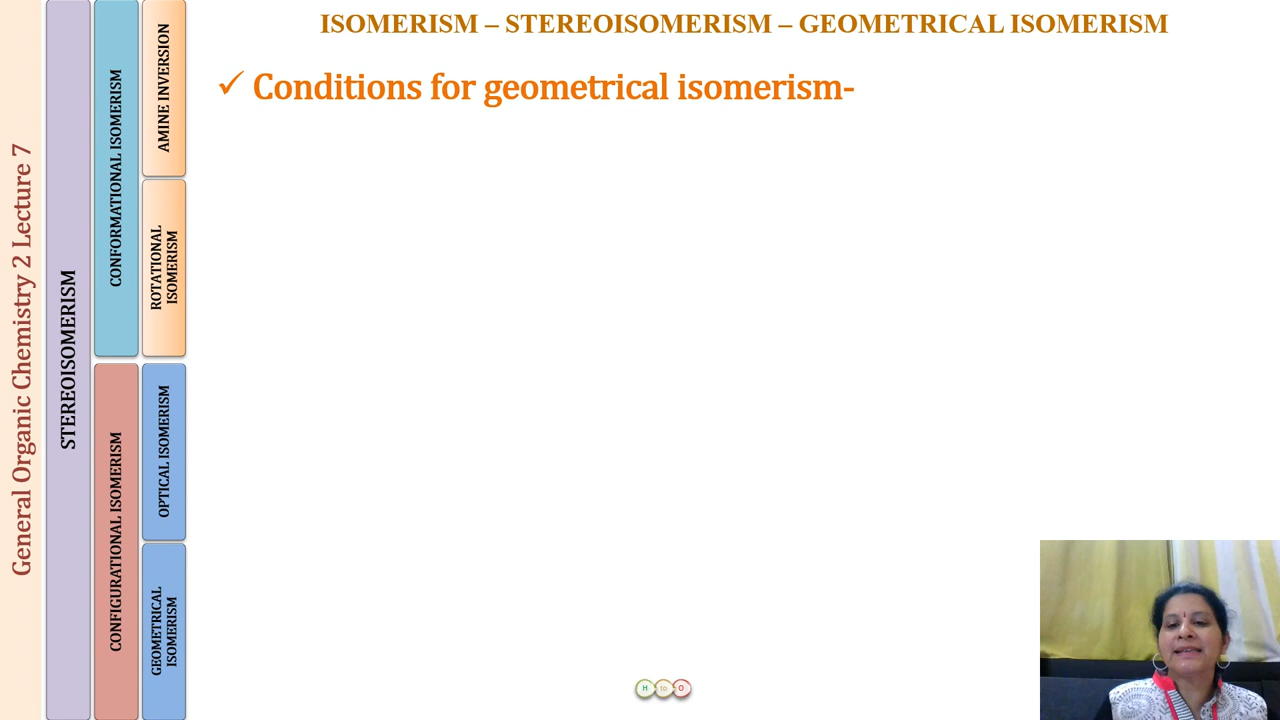 ISOMERISM – STEREOISOMERISM – GEOMETRICAL ISOMERISM
✓ Conditions for geometrical isomerism-
General Organic Chemistry 2 Lecture 7
STEREOISOMERISM
CONFORMATIONAL ISOMERISM
CONFIGURATIONAL ISOMERISM
AMINE INVERSION
ROTATIONAL
ISOMERISM
OPTICAL ISOMERISM
GEOMETRICAL
ISOMERISM
H to O